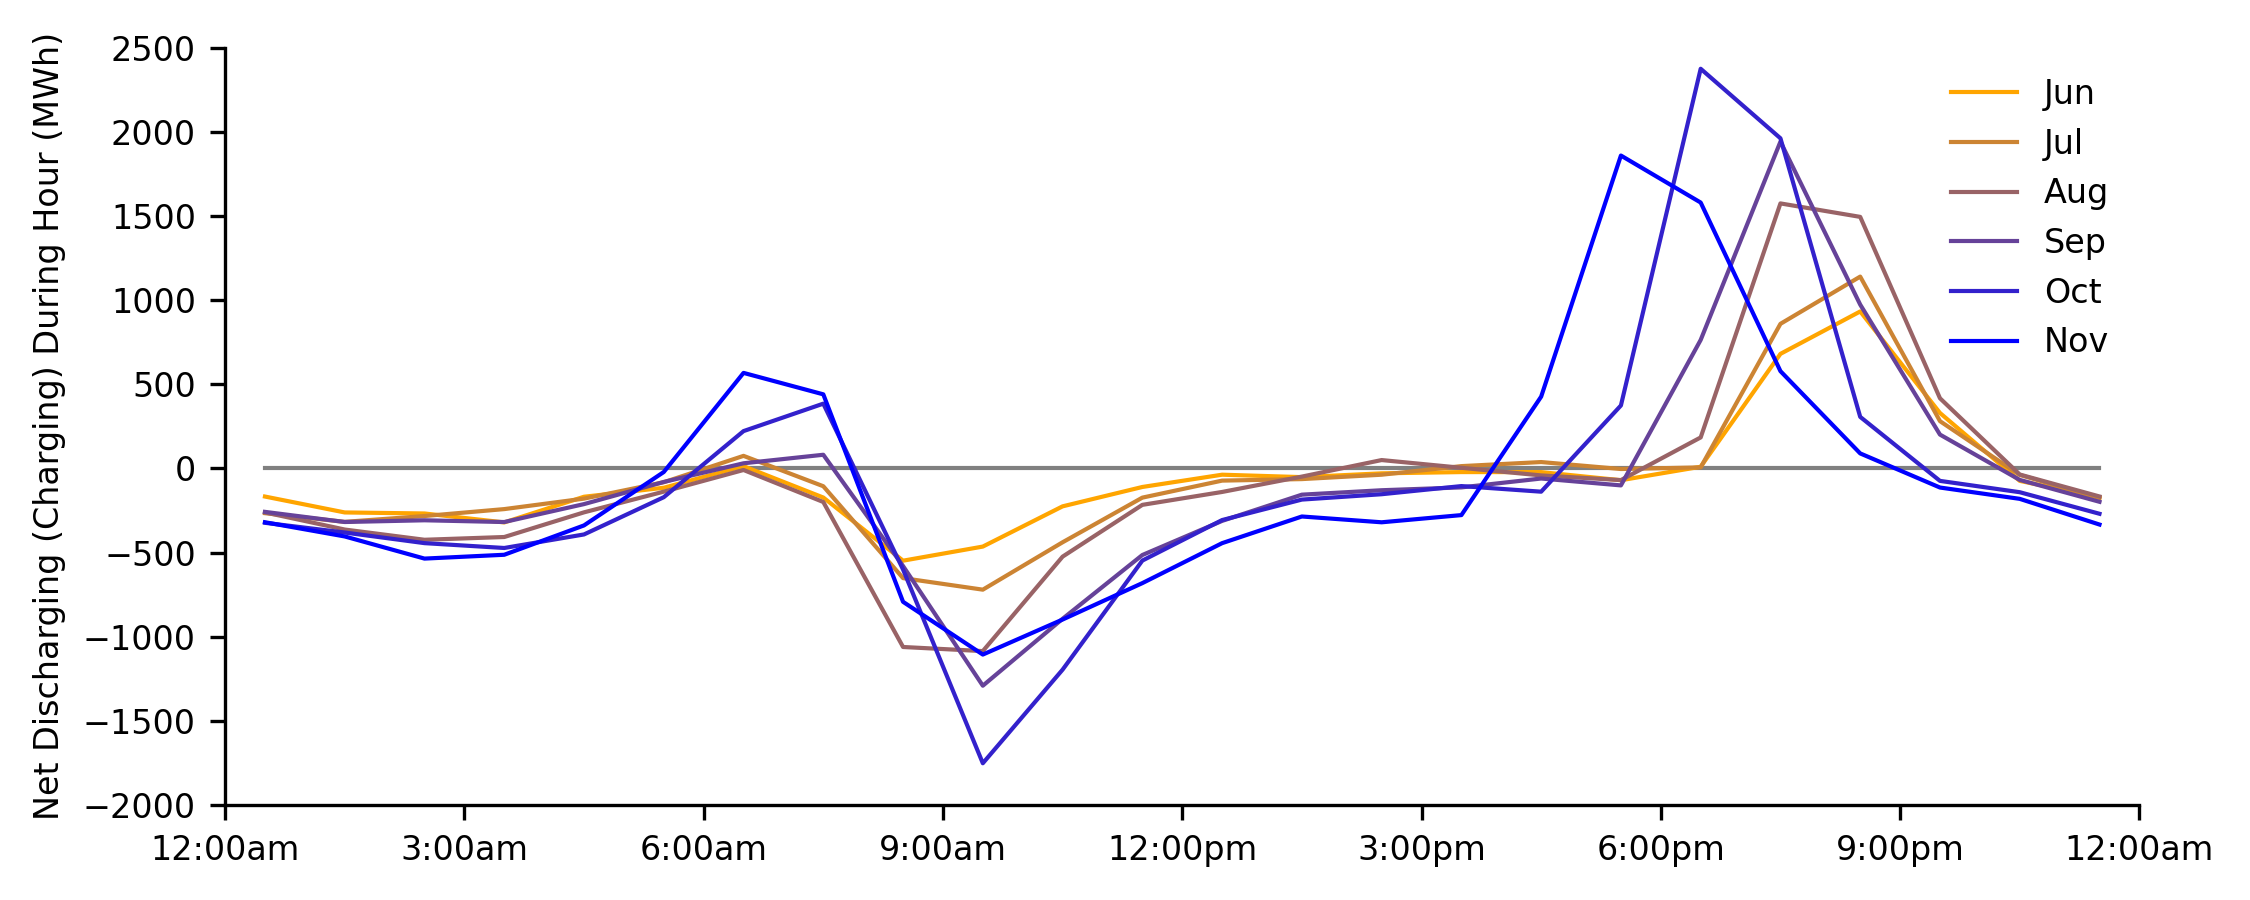 Net Discharging (Charging) During Hour (MWh)
2500
2000
1500
1000
500
0
−500
−1000
−1500
−2000
12:00am 3:00am 6:00am 9:00am 12:00pm 3:00pm 6:00pm 9:00pm 12:00am
Jun
Jul
Aug
Sep
Oct
Nov